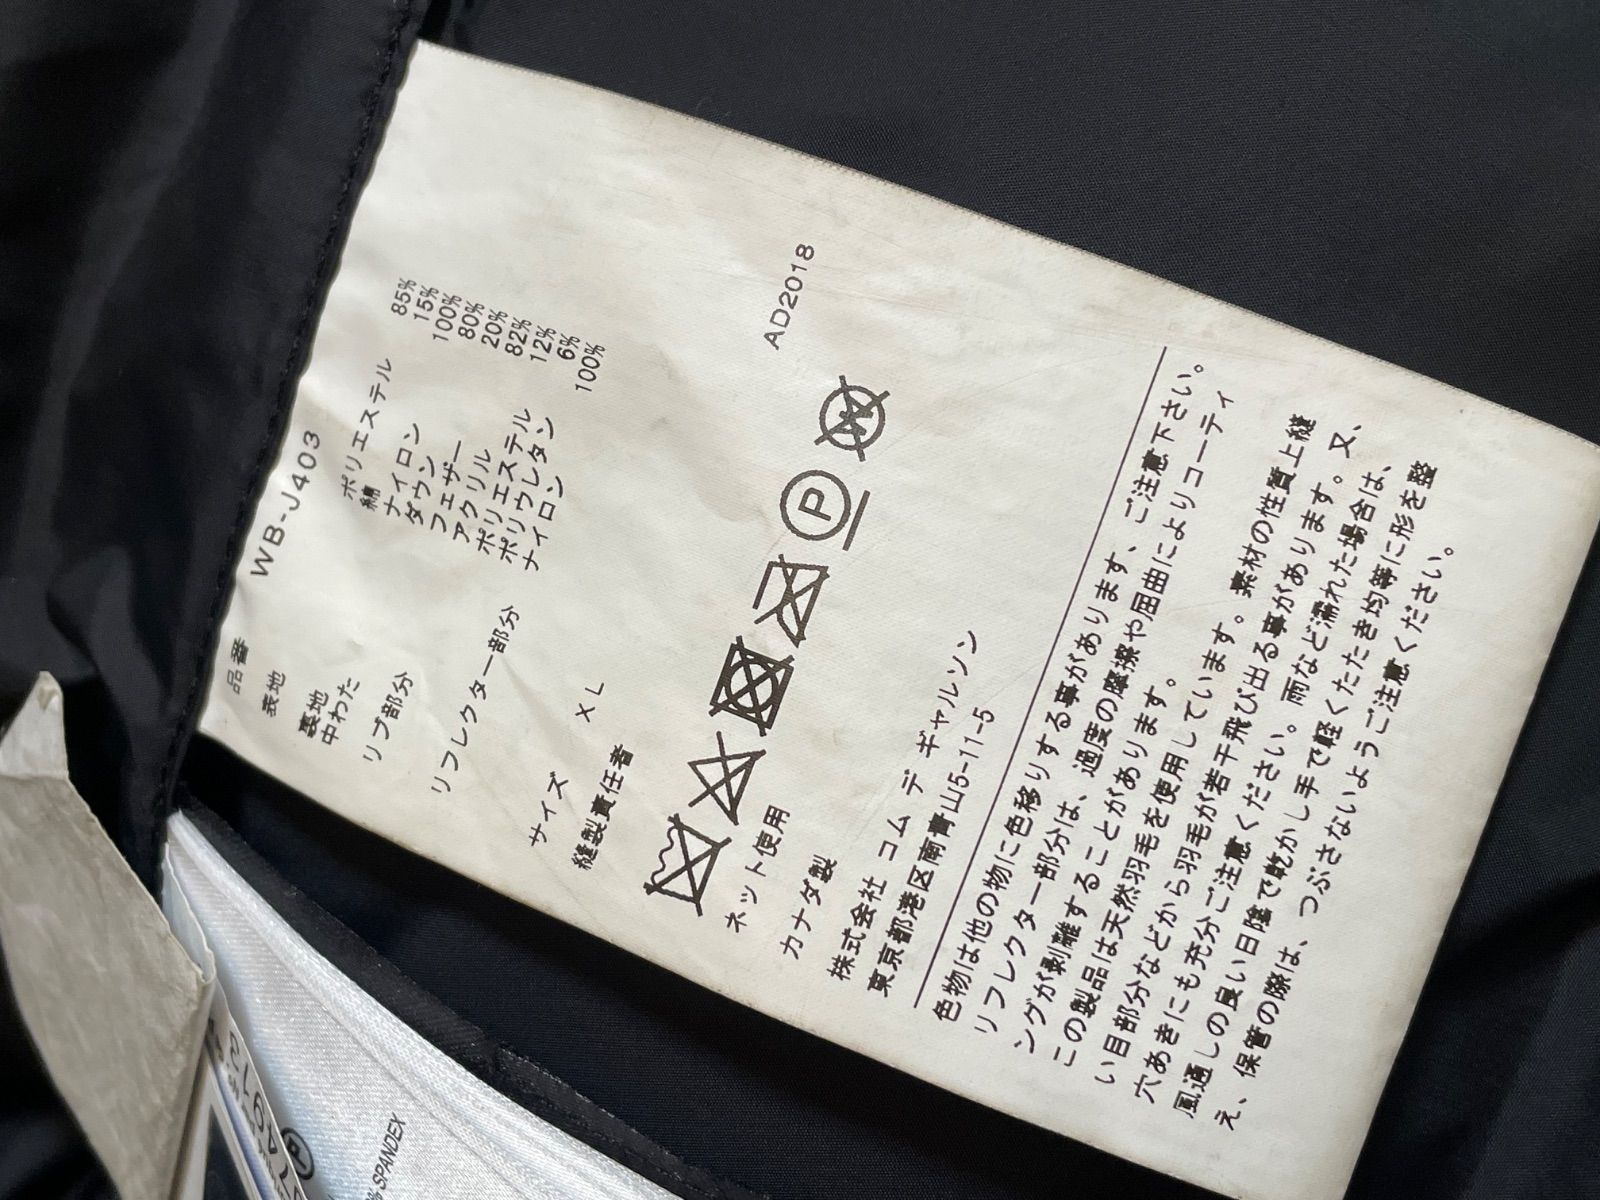 品番 WB-J403
表地 ポリエステル 85%
綿 15%
裏地 ナイロン 100%
中わた ダウン 80%
フェザー 20%
リブ部分 アクリル 82%
ポリエステル 12%
ポリウレタン 6%
リフレクター部分 ナイロン 100%
サイズ XL
縫製責任者
AD2018
P
W
ネット使用
カナダ製
株式会社 コム デ ギャルソン
東京都港区南青山5-11-5
色物は他の物に色移りする事があります、ご注意下さい。
リフレクター部分は、過度の摩擦や屈曲によりコーティ
ングが剥離することがあります。
この製品は天然羽毛を使用しています。素材の性質上縫
い目部分などから羽毛が若干飛び出る事があります。又、
穴あきにも充分ご注意ください。雨など濡れた場合は、
風通しの良い日陰で乾かし手で軽くたたき均等に形を整
え、保管の際は、つぶさないようご注意ください。
P
% SPANDEX